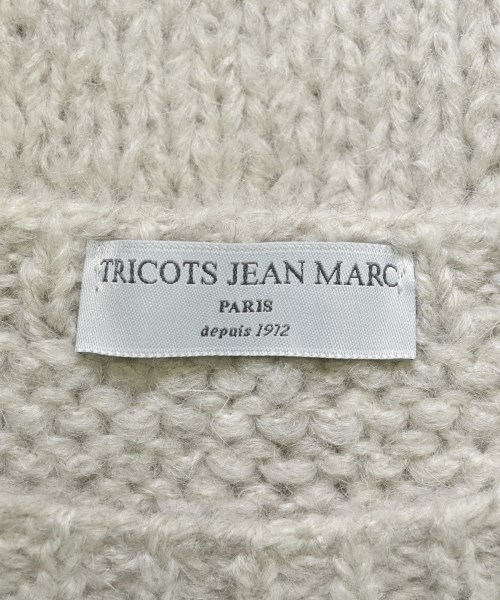 TRICOTS JEAN MARC
PARIS
depuis 1972